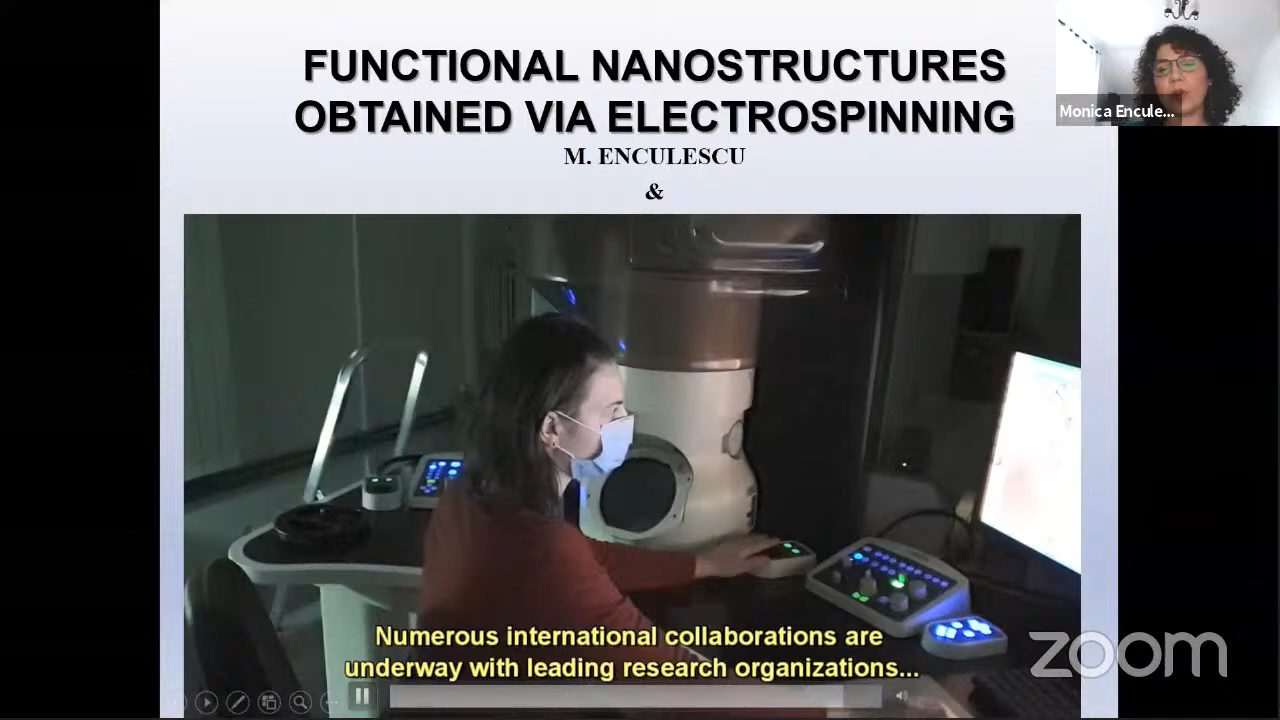 FUNCTIONAL NANOSTRUCTURES
OBTAINED VIA ELECTROSPINNING
M. ENCULESCU
&
Monica Encule...
Numerous international collaborations are
underway with leading research organizations...
zoom